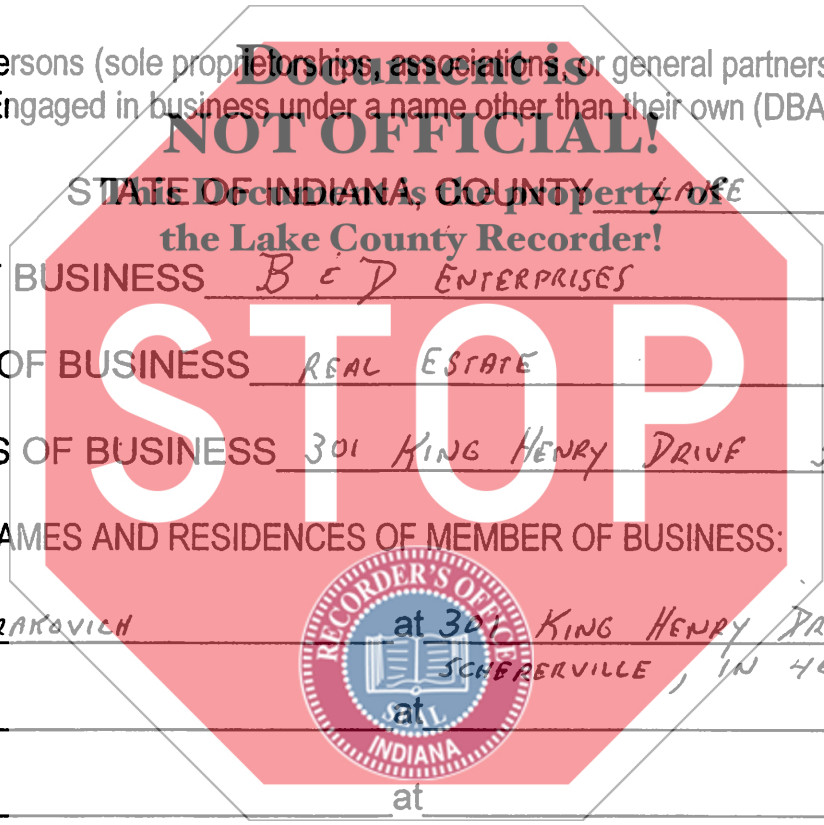 ersons (sole proprietorships, associations, or general partners
Engaged in business under a name other than their own (DBA
Document is
NOT OFFICIAL!
This Document is the property of
the Lake County Recorder!
STATE OF INDIANA, COUNTY LAKE
BUSINESS B & D ENTERPRISES
OF BUSINESS REAL ESTATE
S OF BUSINESS 301 KING HENRY DRIVE
STOP
AMES AND RESIDENCES OF MEMBER OF BUSINESS:
RAKOVICH at 301 KING HENRY DR
SCHERERVILLE, IN 46
at
at
RECORDER'S OFFICE
SEAL
INDIANA